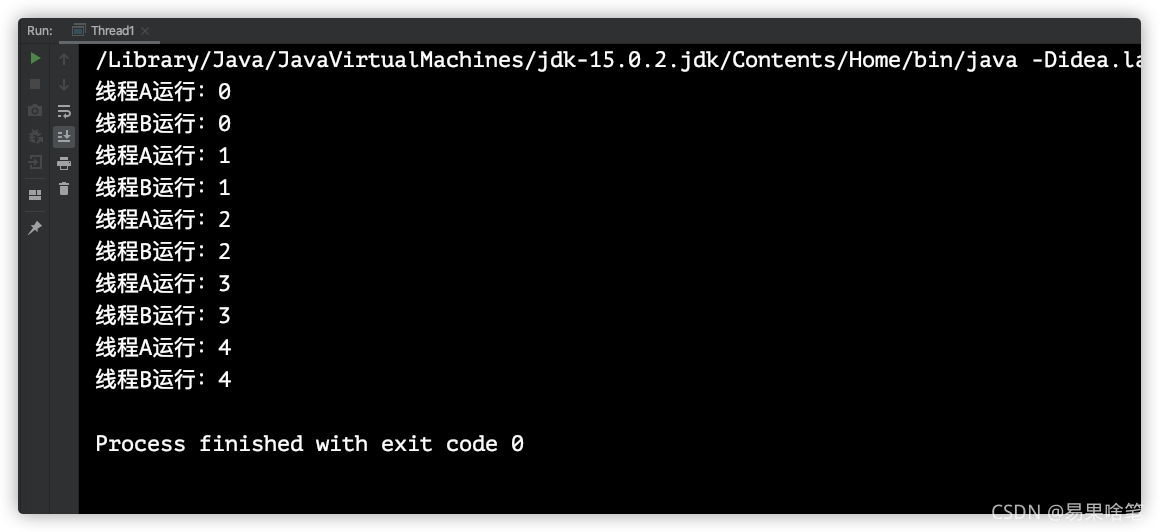 Run: Thread1
/Library/Java/JavaVirtualMachines/jdk-15.0.2.jdk/Contents/Home/bin/java -Didea.la
线程A运行：0
线程B运行：0
线程A运行：1
线程B运行：1
线程A运行：2
线程B运行：2
线程A运行：3
线程B运行：3
线程A运行：4
线程B运行：4
Process finished with exit code 0
CSDN @易果啥笔